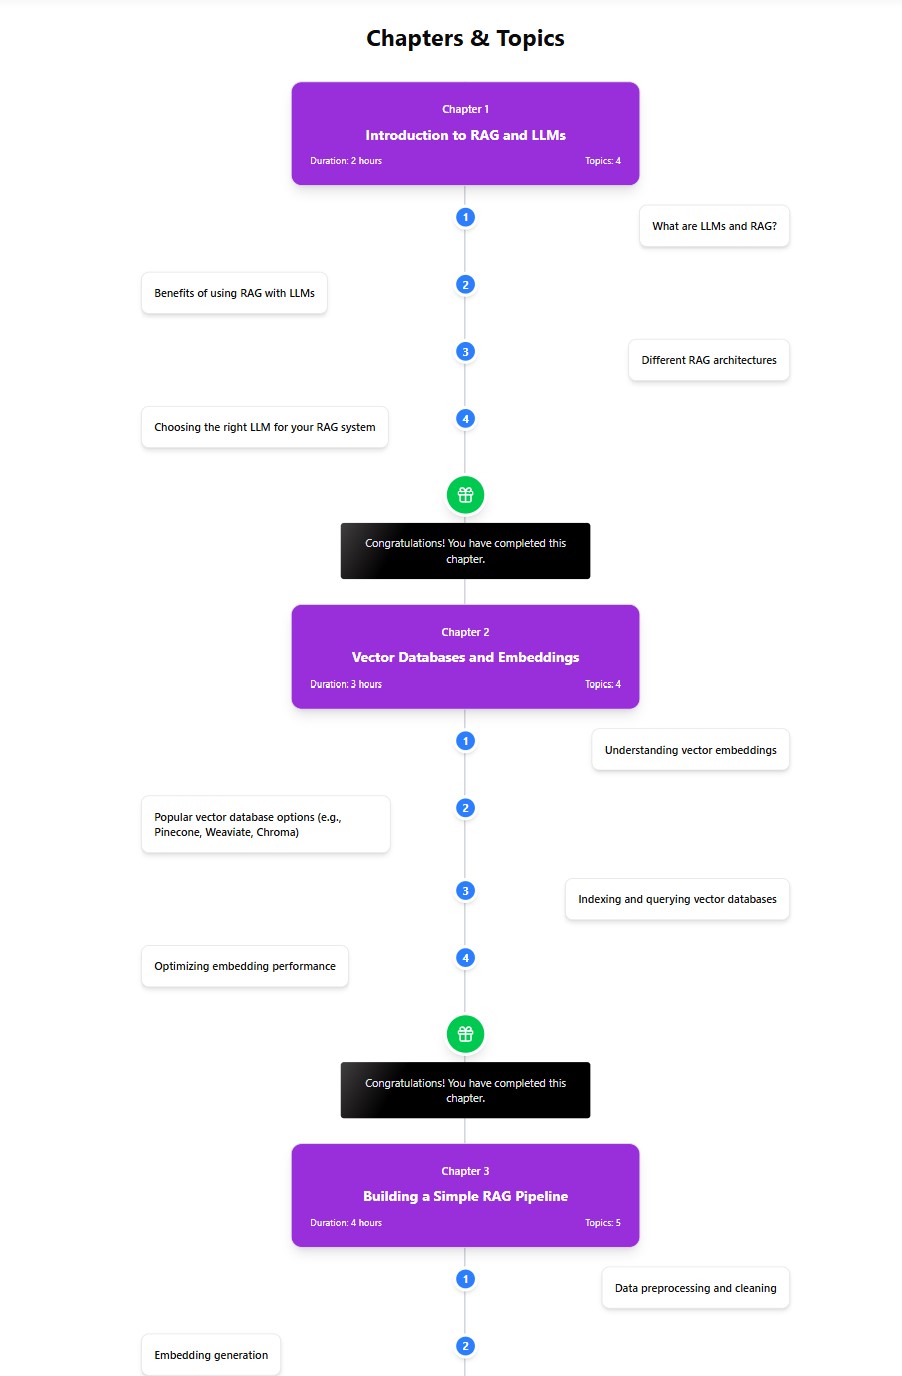 Chapters & Topics
Chapter 1
Introduction to RAG and LLMs
Duration: 2 hours
Topics: 4
1
What are LLMs and RAG?
2
Benefits of using RAG with LLMs
3
Different RAG architectures
4
Choosing the right LLM for your RAG system
Congratulations! You have completed this
chapter.
Chapter 2
Vector Databases and Embeddings
Duration: 3 hours
Topics: 4
1
Understanding vector embeddings
2
Popular vector database options (e.g.,
Pinecone, Weaviate, Chroma)
3
Indexing and querying vector databases
4
Optimizing embedding performance
Congratulations! You have completed this
chapter.
Chapter 3
Building a Simple RAG Pipeline
Duration: 4 hours
Topics: 5
1
Data preprocessing and cleaning
2
Embedding generation